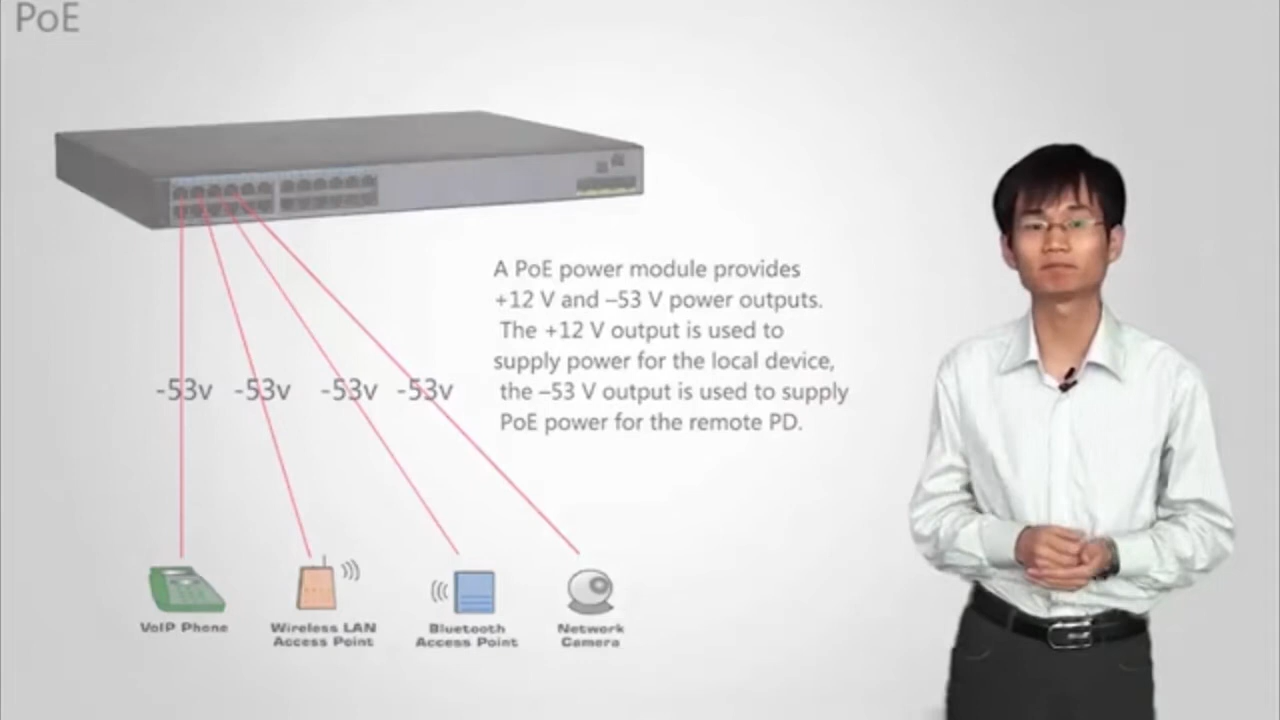 PoE
A PoE power module provides
+12 V and –53 V power outputs.
The +12 V output is used to
supply power for the local device,
the –53 V output is used to supply
PoE power for the remote PD.
-53v -53v -53v -53v
VoIP Phone
Wireless LAN
Access Point
Bluetooth
Access Point
Network
Camera